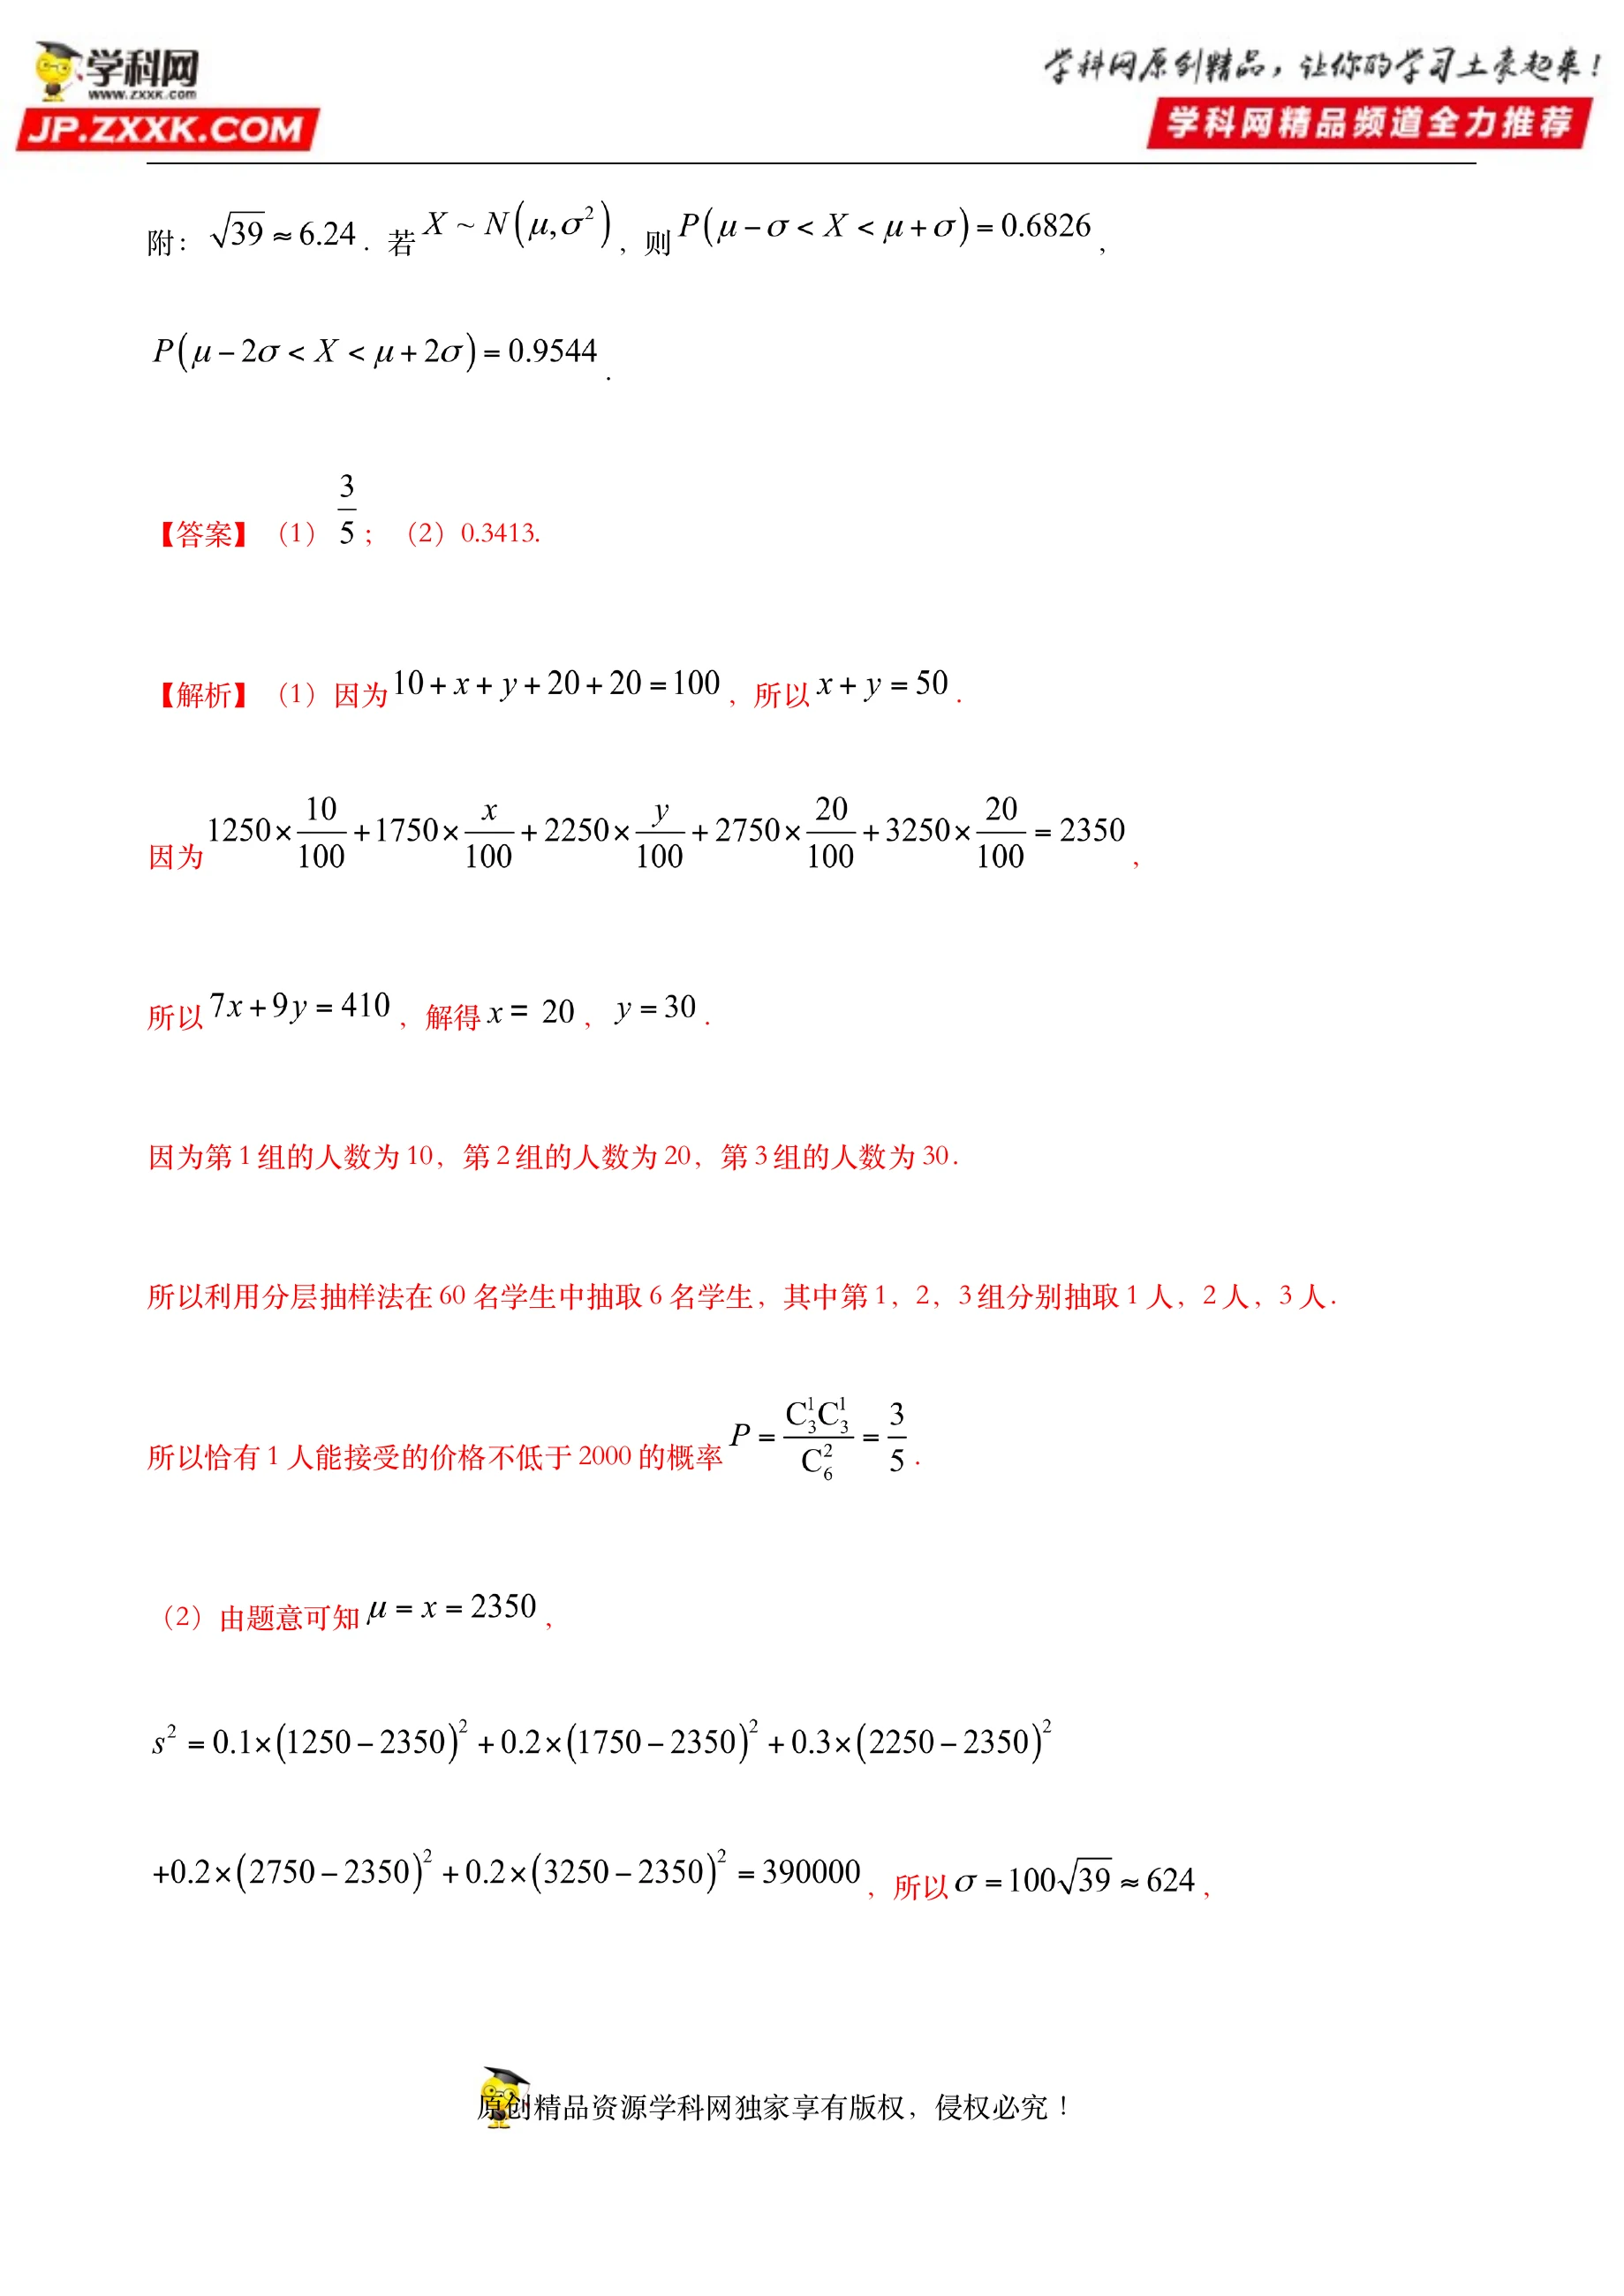 学科网
www.zxxk.com
JP.ZXXK.COM
学科网原创精品，让你的学习土豪起来！
学科网精品频道全力推荐
附：√39≈6.24．若 X ~ N(μ,σ²)，则 P(μ−σ < X < μ+σ)=0.6826，
P(μ−2σ < X < μ+2σ)=0.9544．
【答案】（1）3/5；（2）0.3413.
【解析】（1）因为 10+x+y+20+20=100，所以 x+y=50．
因为 1250×10/100+1750×x/100+2250×y/100+2750×20/100+3250×20/100=2350，
所以 7x+9y=410，解得 x= 20，y=30．
因为第 1 组的人数为 10，第 2 组的人数为 20，第 3 组的人数为 30．
所以利用分层抽样法在 60 名学生中抽取 6 名学生，其中第 1，2，3 组分别抽取 1 人，2 人，3 人．
所以恰有 1 人能接受的价格不低于 2000 的概率 P=C₃¹C₃¹/C₆²=3/5．
（2）由题意可知 μ=x=2350，
s²=0.1×(1250−2350)²+0.2×(1750−2350)²+0.3×(2250−2350)²
+0.2×(2750−2350)²+0.2×(3250−2350)²=390000，所以 σ=100√39≈624，
原创精品资源学科网独家享有版权，侵权必究！